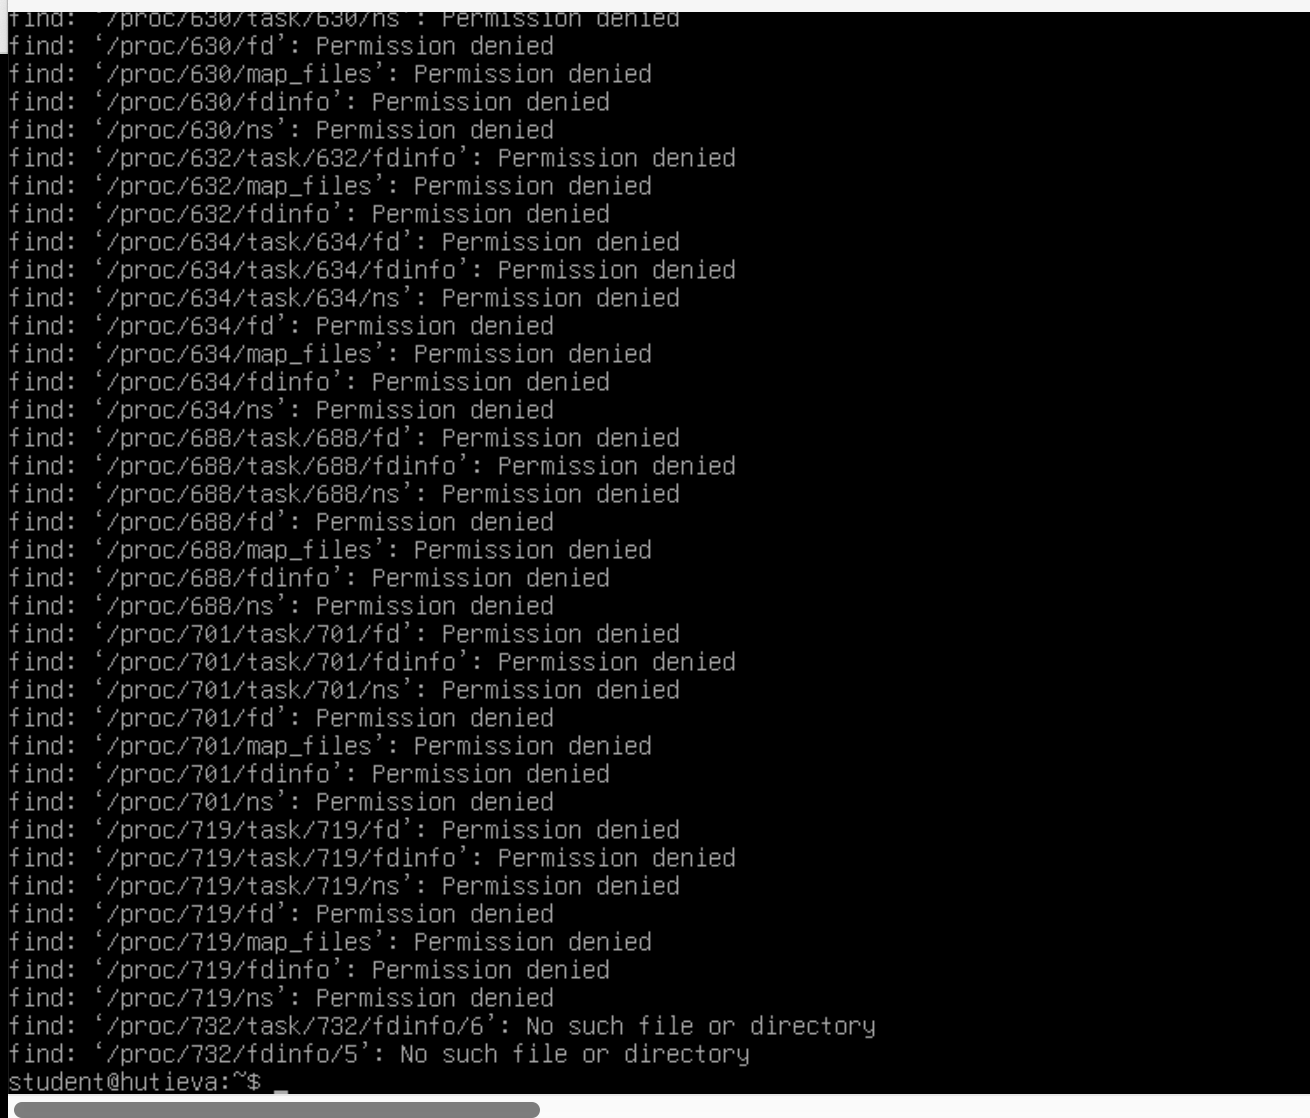 find: ‘/proc/630/task/630/ns’: Permission denied
find: ‘/proc/630/fd’: Permission denied
find: ‘/proc/630/map_files’: Permission denied
find: ‘/proc/630/fdinfo’: Permission denied
find: ‘/proc/630/ns’: Permission denied
find: ‘/proc/632/task/632/fdinfo’: Permission denied
find: ‘/proc/632/map_files’: Permission denied
find: ‘/proc/632/fdinfo’: Permission denied
find: ‘/proc/634/task/634/fd’: Permission denied
find: ‘/proc/634/task/634/fdinfo’: Permission denied
find: ‘/proc/634/task/634/ns’: Permission denied
find: ‘/proc/634/fd’: Permission denied
find: ‘/proc/634/map_files’: Permission denied
find: ‘/proc/634/fdinfo’: Permission denied
find: ‘/proc/634/ns’: Permission denied
find: ‘/proc/688/task/688/fd’: Permission denied
find: ‘/proc/688/task/688/fdinfo’: Permission denied
find: ‘/proc/688/task/688/ns’: Permission denied
find: ‘/proc/688/fd’: Permission denied
find: ‘/proc/688/map_files’: Permission denied
find: ‘/proc/688/fdinfo’: Permission denied
find: ‘/proc/688/ns’: Permission denied
find: ‘/proc/701/task/701/fd’: Permission denied
find: ‘/proc/701/task/701/fdinfo’: Permission denied
find: ‘/proc/701/task/701/ns’: Permission denied
find: ‘/proc/701/fd’: Permission denied
find: ‘/proc/701/map_files’: Permission denied
find: ‘/proc/701/fdinfo’: Permission denied
find: ‘/proc/701/ns’: Permission denied
find: ‘/proc/719/task/719/fd’: Permission denied
find: ‘/proc/719/task/719/fdinfo’: Permission denied
find: ‘/proc/719/task/719/ns’: Permission denied
find: ‘/proc/719/fd’: Permission denied
find: ‘/proc/719/map_files’: Permission denied
find: ‘/proc/719/fdinfo’: Permission denied
find: ‘/proc/719/ns’: Permission denied
find: ‘/proc/732/task/732/fdinfo/6’: No such file or directory
find: ‘/proc/732/fdinfo/5’: No such file or directory
student@hutieva:~$ _